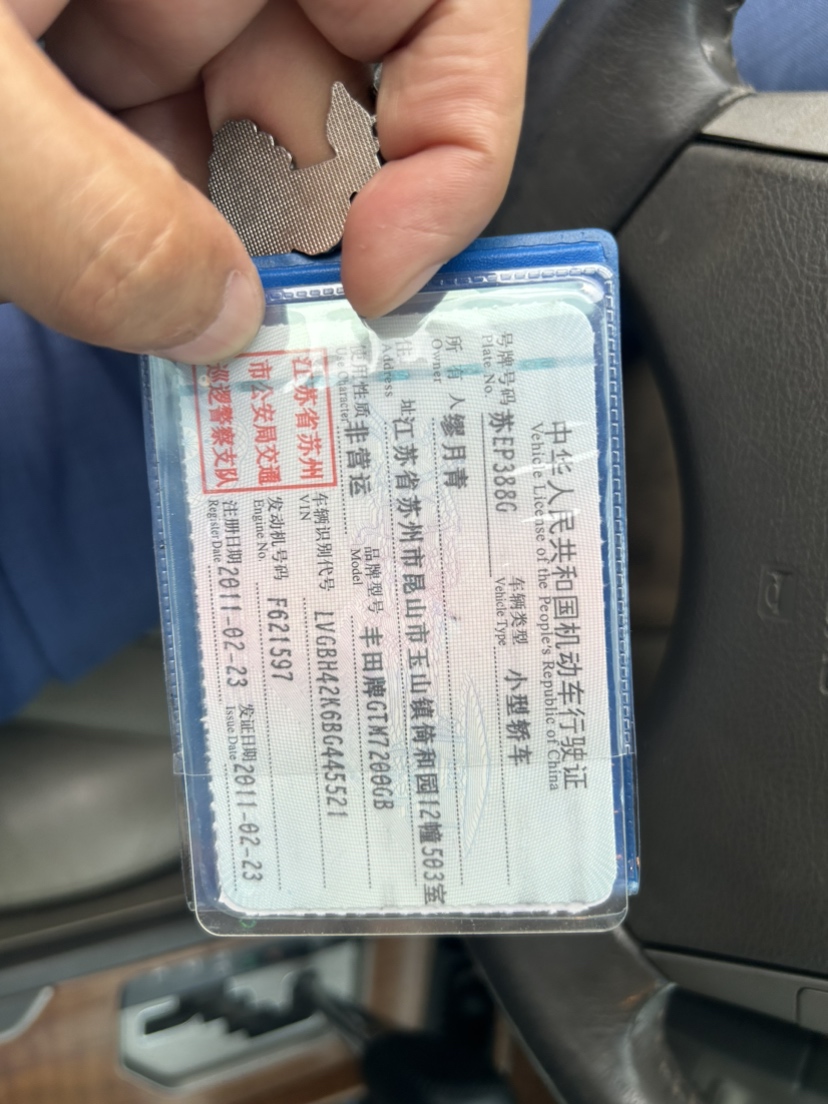 中华人民共和国机动车行驶证
Vehicle License of the People's Republic of China
号牌号码 苏EP388G 车辆类型 小型轿车
Plate No. Vehicle Type
所有人 缪月青
Owner
住址 江苏省苏州市昆山市玉山镇倚和园12幢503室
Address
使用性质 非营运 品牌型号 丰田牌GTM7200GB
Use Character Model
江苏省苏州
市公安局交通
巡逻警察支队
车辆识别代号 LVGBH42K6BG445521
VIN
发动机号码 F621597
Engine No.
注册日期 2011-02-23 发证日期 2011-02-23
Register Date Issue Date